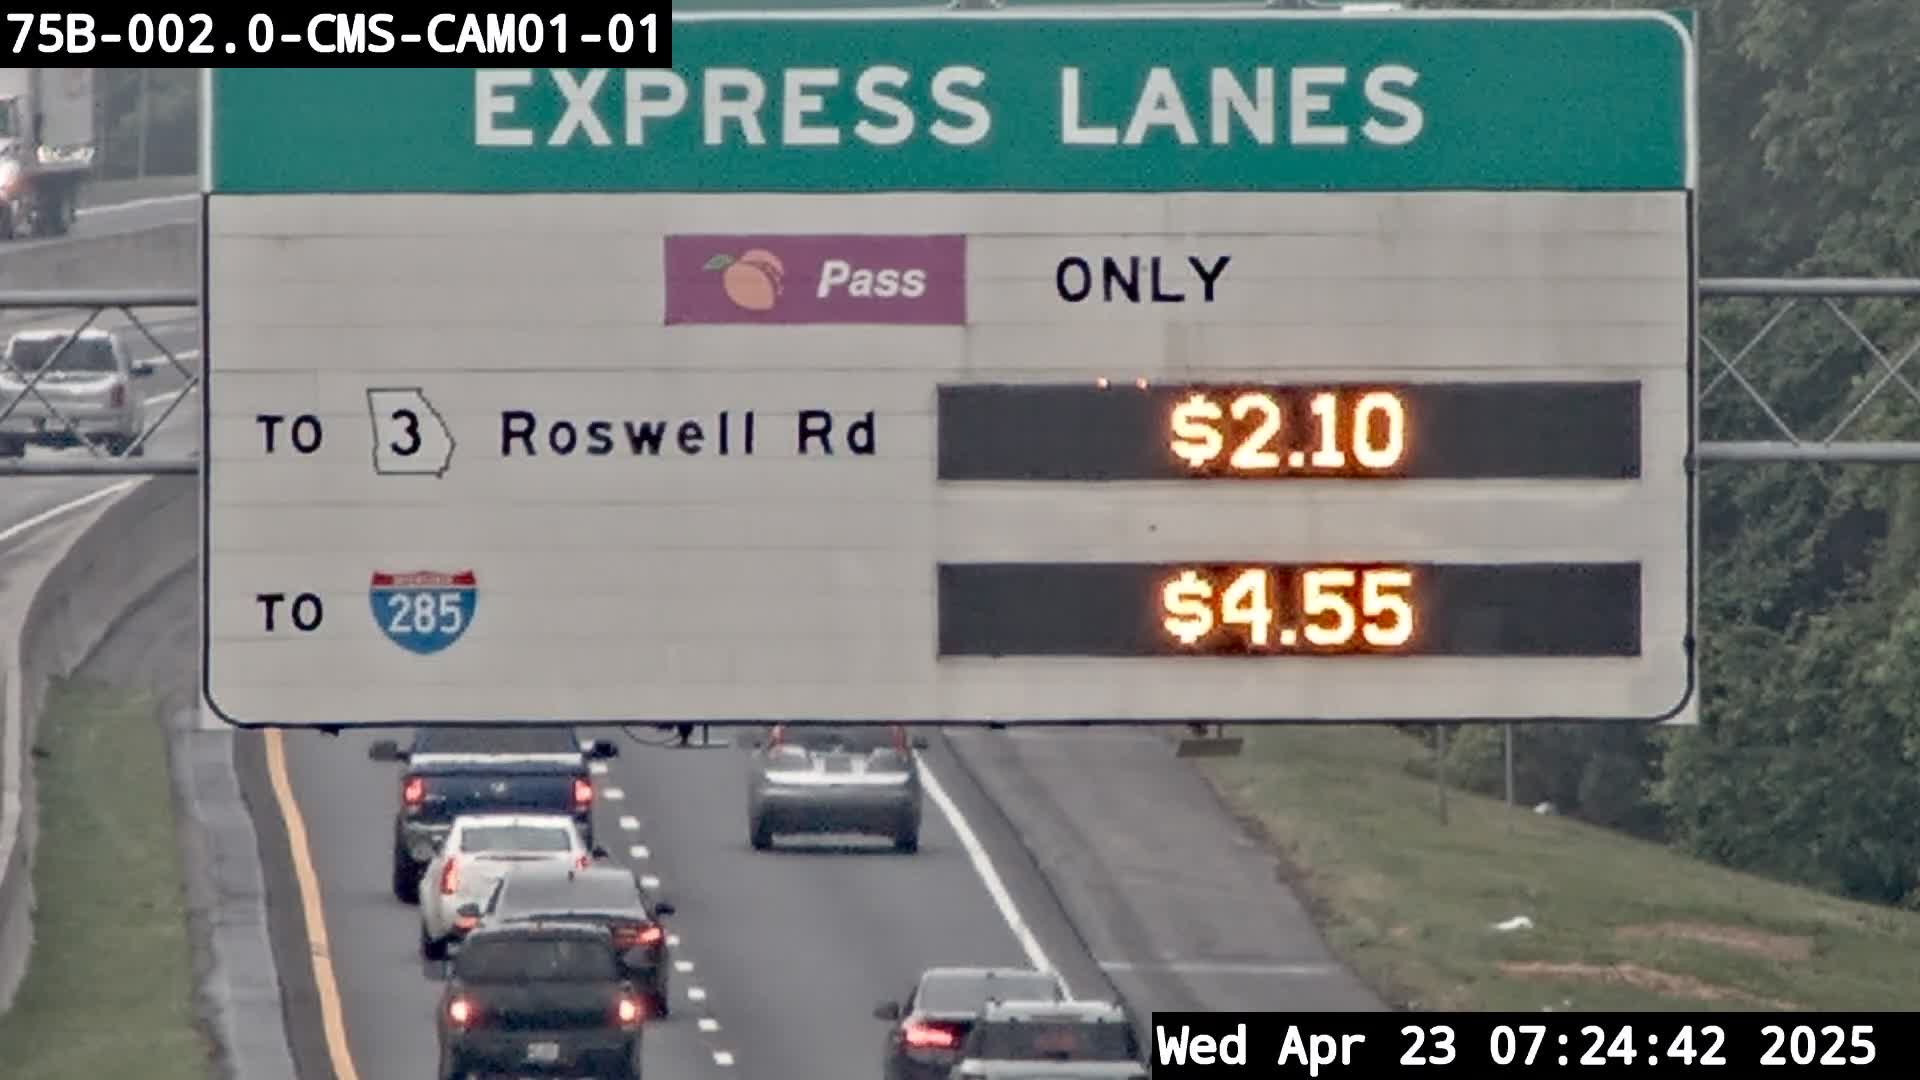 75B-002.0-CMS-CAM01-01
EXPRESS LANES
Pass ONLY
TO 3 Roswell Rd $2.10
TO 285 $4.55
Wed Apr 23 07:24:42 2025